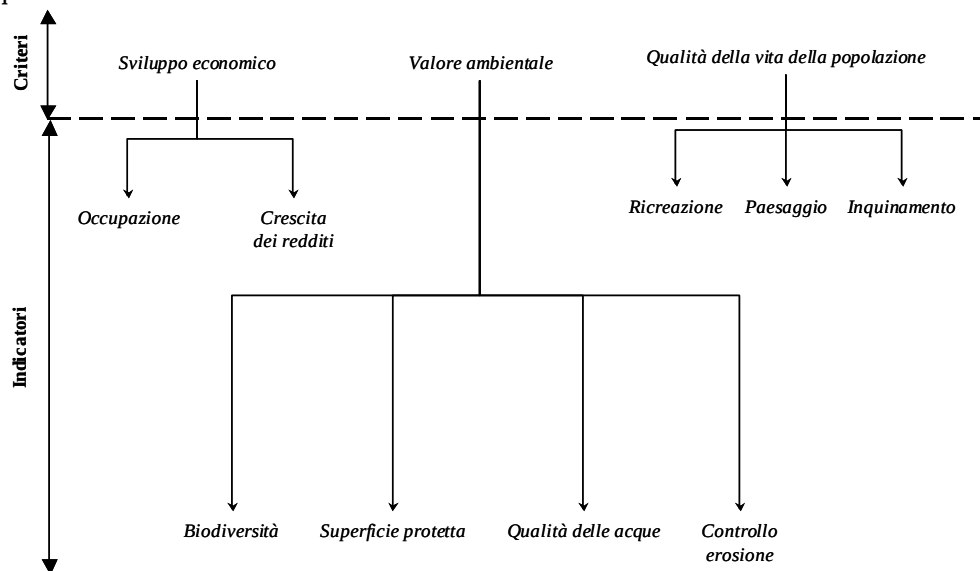 Criteri
Sviluppo economico
Valore ambientale
Qualità della vita della popolazione
Occupazione
Crescita
dei redditi
Ricreazione
Paesaggio
Inquinamento
Indicatori
Biodiversità
Superficie protetta
Qualità delle acque
Controllo
erosione